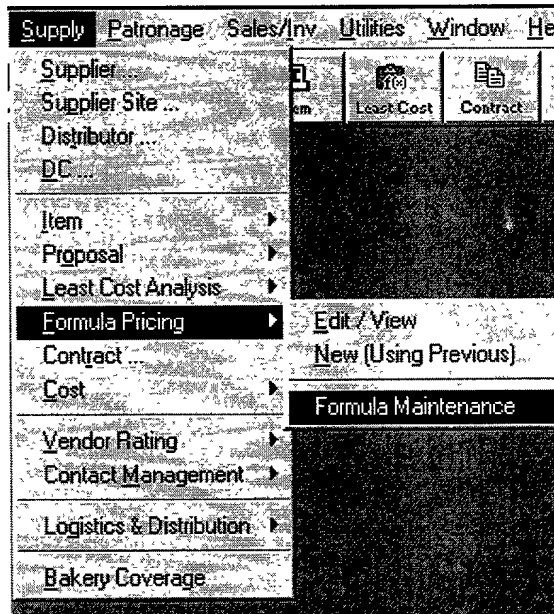 Supply Patronage Sales/Inv Utilities Window He
Supplier ...
Supplier Site ...
Distributor ...
DC ...
em Least Cost Contract
Item
Proposal
Least Cost Analysis
Formula Pricing
Contract ...
Cost
Edit / View
New (Using Previous)
Formula Maintenance
Vendor Rating
Contact Management
Logistics & Distribution
Bakery Coverage